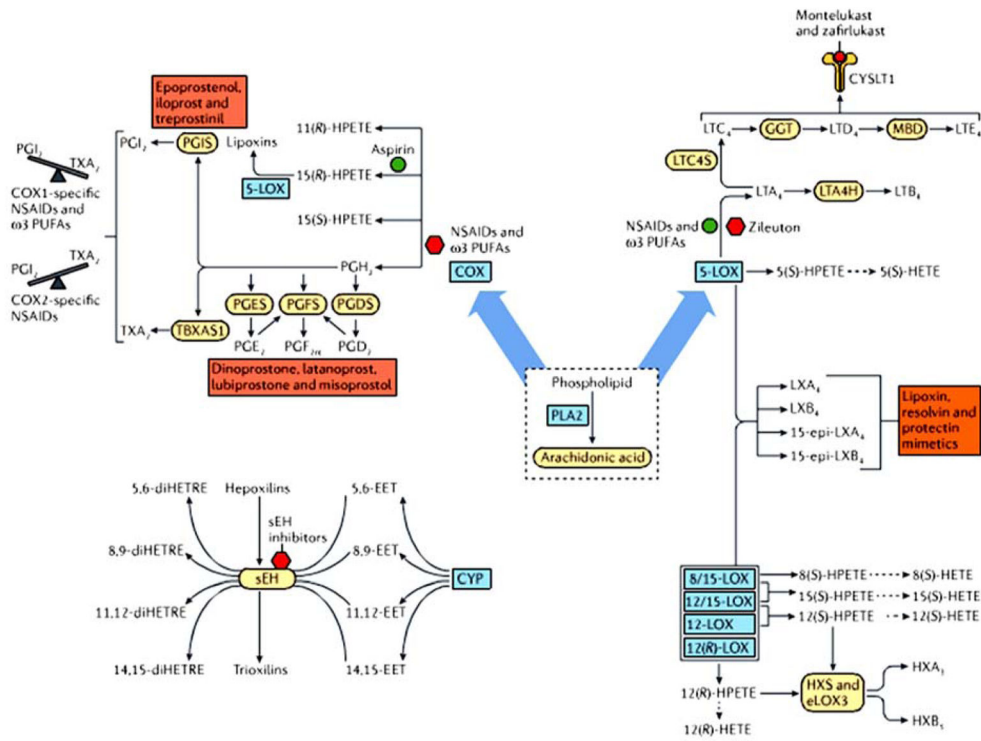 Montelukast
and zafirlukast
CYSLT1
LTC₄
GGT
LTD₄
MBD
LTE₄
LTC4S
LTA₄
LTA4H
LTB₄
NSAIDs and
ω3 PUFAs
Zileuton
5-LOX
5(S)-HPETE
5(S)-HETE
Epoprostenol,
iloprost and
treprostinil
PGI₂
PGIS
Lipoxins
5-LOX
11(R)-HPETE
Aspirin
15(R)-HPETE
15(S)-HPETE
NSAIDs and
ω3 PUFAs
COX
PGH₂
PGI₂
TXA₂
COX1-specific
NSAIDs and
ω3 PUFAs
PGI₂
TXA₂
COX2-specific
NSAIDs
TXA₂
TBXAS1
PGES
PGFS
PGDS
PGE₂
PGF₂α
PGD₂
Dinoprostone, latanoprost,
lubiprostone and misoprostol
Phospholipid
PLA2
Arachidonic acid
LXA₄
LXB₄
15-epi-LXA₄
15-epi-LXB₄
Lipoxin,
resolvin and
protectin
mimetics
5,6-diHETRE
Hepoxilins
5,6-EET
sEH
inhibitors
8,9-diHETRE
sEH
8,9-EET
CYP
11,12-diHETRE
11,12-EET
14,15-diHETRE
Trioxilins
14,15-EET
8/15-LOX
8(S)-HPETE
8(S)-HETE
12/15-LOX
15(S)-HPETE
15(S)-HETE
12-LOX
12(S)-HPETE
12(S)-HETE
12(R)-LOX
12(R)-HPETE
HXS and
eLOX3
HXA₃
HXB₃
12(R)-HETE